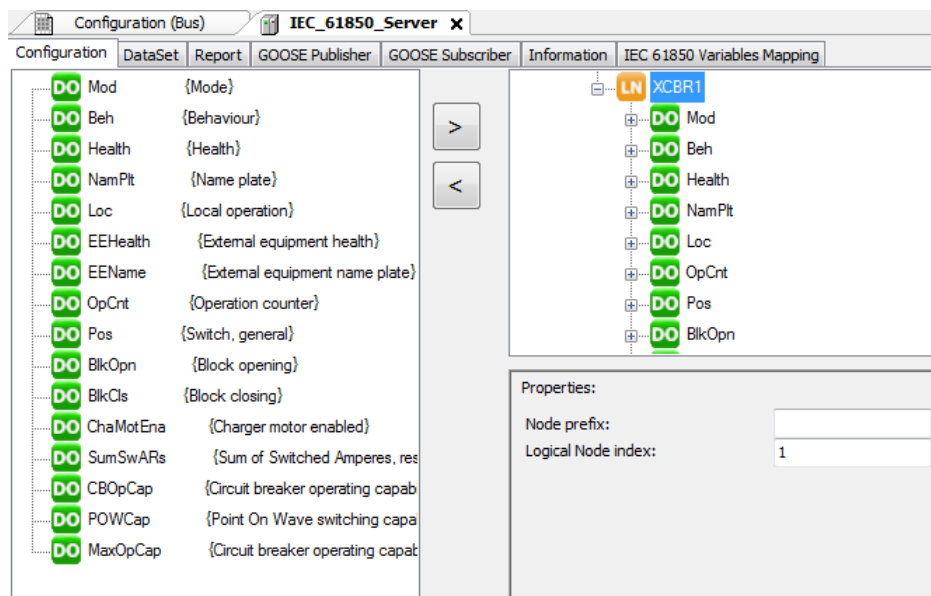 Configuration (Bus) IEC_61850_Server x
Configuration DataSet Report GOOSE Publisher GOOSE Subscriber Information IEC 61850 Variables Mapping
DO Mod {Mode}
DO Beh {Behaviour}
DO Health {Health}
DO NamPlt {Name plate}
DO Loc {Local operation}
DO EEHealth {External equipment health}
DO EEName {External equipment name plate}
DO OpCnt {Operation counter}
DO Pos {Switch, general}
DO BlkOpn {Block opening}
DO BlkCls {Block closing}
DO ChaMotEna {Charger motor enabled}
DO SumSwARs {Sum of Switched Amperes, res
DO CBOpCap {Circuit breaker operating capab
DO POWCap {Point On Wave switching capa
DO MaxOpCap {Circuit breaker operating capab
>
<
LN XCBR1
DO Mod
DO Beh
DO Health
DO NamPlt
DO Loc
DO OpCnt
DO Pos
DO BlkOpn
Properties:
Node prefix:
Logical Node index: 1